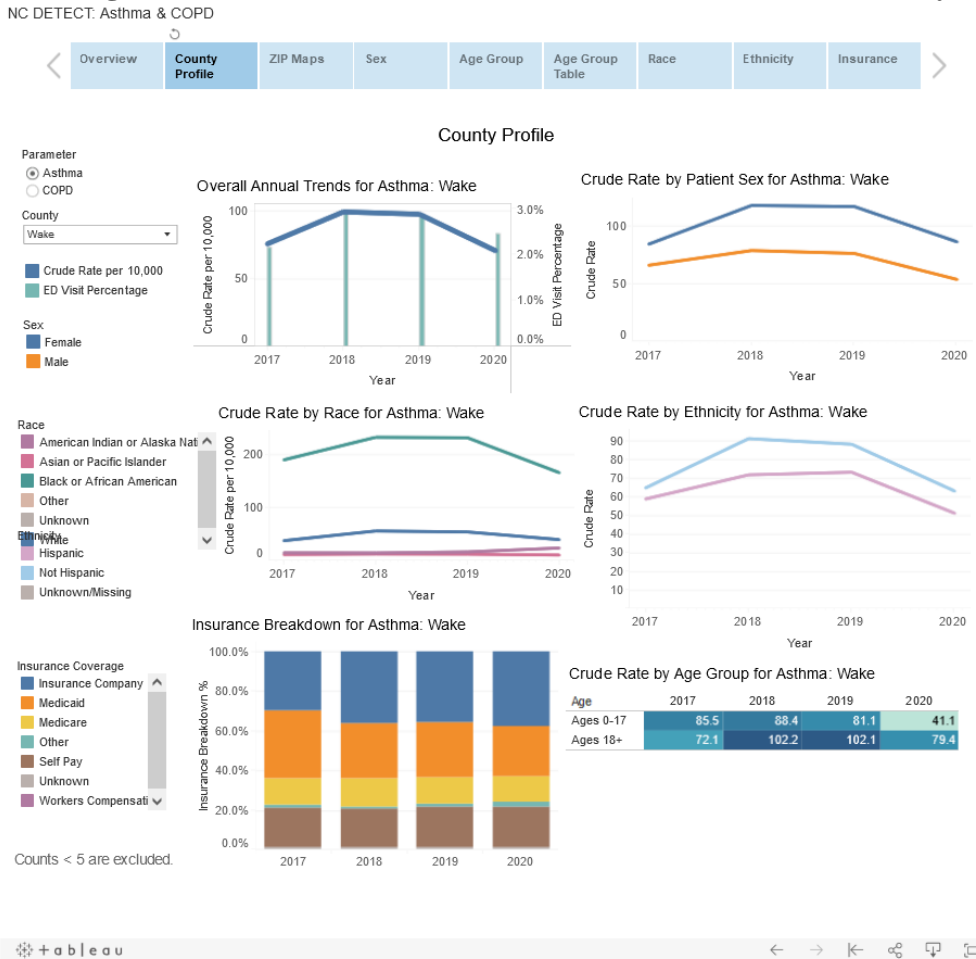 NC DETECT: Asthma & COPD
Overview
County
Profile
ZIP Maps
Sex
Age Group
Age Group
Table
Race
Ethnicity
Insurance
County Profile
Parameter
Asthma
COPD
County
Wake
Crude Rate per 10,000
ED Visit Percentage
Sex
Female
Male
Overall Annual Trends for Asthma: Wake
Crude Rate per 10,000
100
50
0
3.0%
2.0%
1.0%
0.0%
ED Visit Percentage
2017 2018 2019 2020
Year
Crude Rate by Patient Sex for Asthma: Wake
Crude Rate
100
50
0
2017 2018 2019 2020
Year
Race
American Indian or Alaska Nati
Asian or Pacific Islander
Black or African American
Other
Unknown
White
Ethnicity
Hispanic
Not Hispanic
Unknown/Missing
Crude Rate by Race for Asthma: Wake
Crude Rate per 10,000
200
100
0
2017 2018 2019 2020
Year
Crude Rate by Ethnicity for Asthma: Wake
Crude Rate
90
80
70
60
50
40
30
20
10
2017 2018 2019 2020
Year
Insurance Coverage
Insurance Company
Medicaid
Medicare
Other
Self Pay
Unknown
Workers Compensati
Insurance Breakdown for Asthma: Wake
Insurance Breakdown %
100.0%
80.0%
60.0%
40.0%
20.0%
0.0%
2017 2018 2019 2020
Crude Rate by Age Group for Asthma: Wake
Age 2017 2018 2019 2020
Ages 0-17 85.5 88.4 81.1 41.1
Ages 18+ 72.1 102.2 102.1 79.4
Counts < 5 are excluded.
+ableau